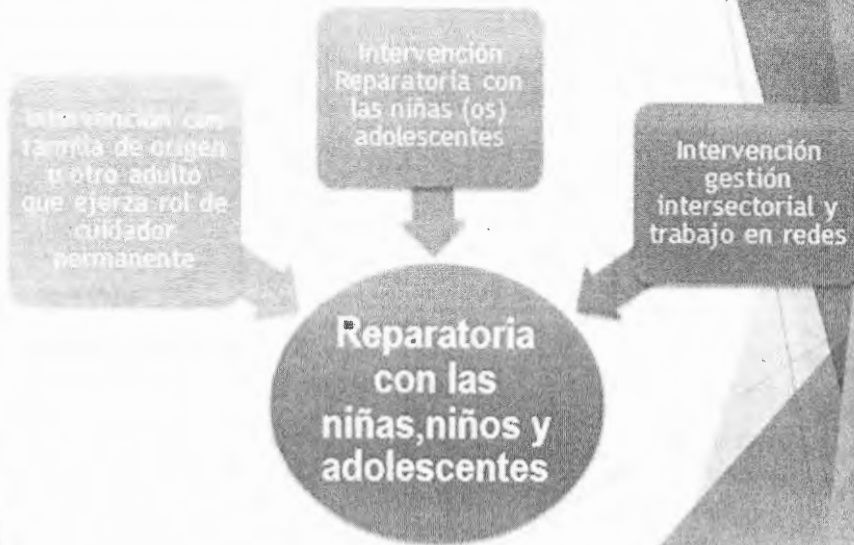 Intervención con
familia de origen
u otro adulto
que ejerza rol de
cuidador
permanente
Intervención
Reparatoria con
las niñas (os)
adolescentes
Intervención
gestión
intersectorial y
trabajo en redes
Reparatoria
con las
niñas,niños y
adolescentes